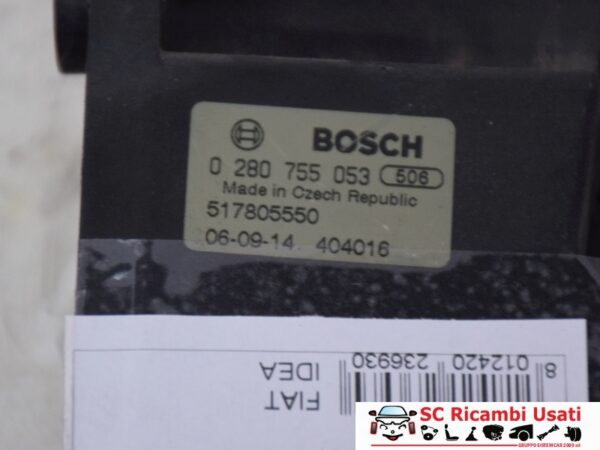 BOSCH
0 280 755 053 506
Made in Czech Republic
517805550
06-09-14 404016
8 012420 236930
FIAT
IDEA
SC Ricambi Usati